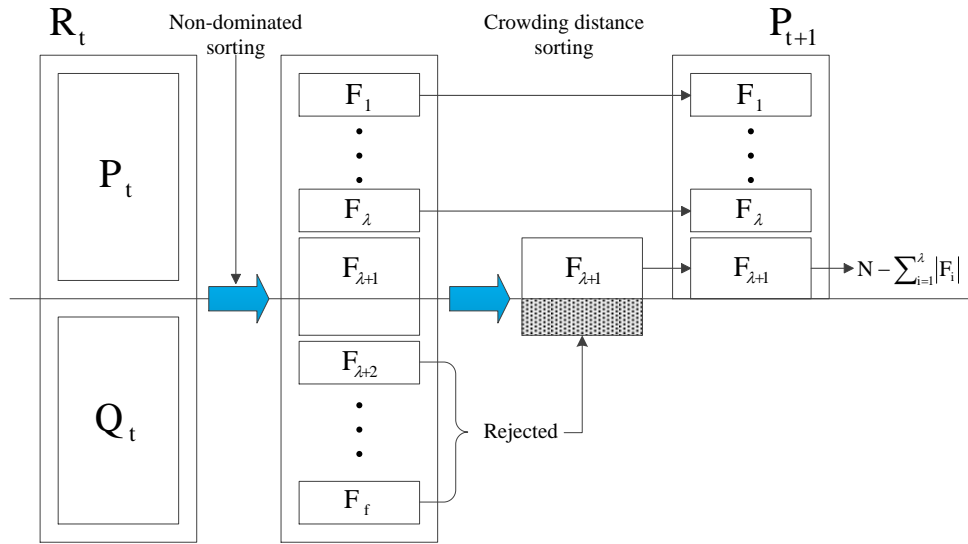 R_t
Non-dominated
sorting
Crowding distance
sorting
P_{t+1}
P_t
F_1
F_1
F_λ
F_λ
F_{λ+1}
F_{λ+1}
F_{λ+1}
N − ∑_{i=1}^{λ} |F_i|
F_{λ+2}
Q_t
Rejected
F_f